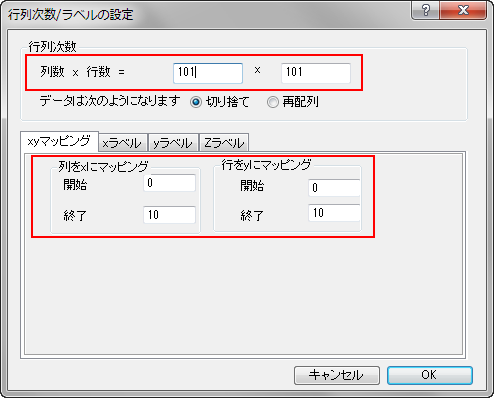 行列次数/ラベルの設定
行列次数
列数 x 行数 = 101 x 101
データは次のようになります 切り捨て 再配列
xyマッピング xラベル yラベル Zラベル
列をxにマッピング 行をyにマッピング
開始 0 0
終了 10 10
キャンセル OK